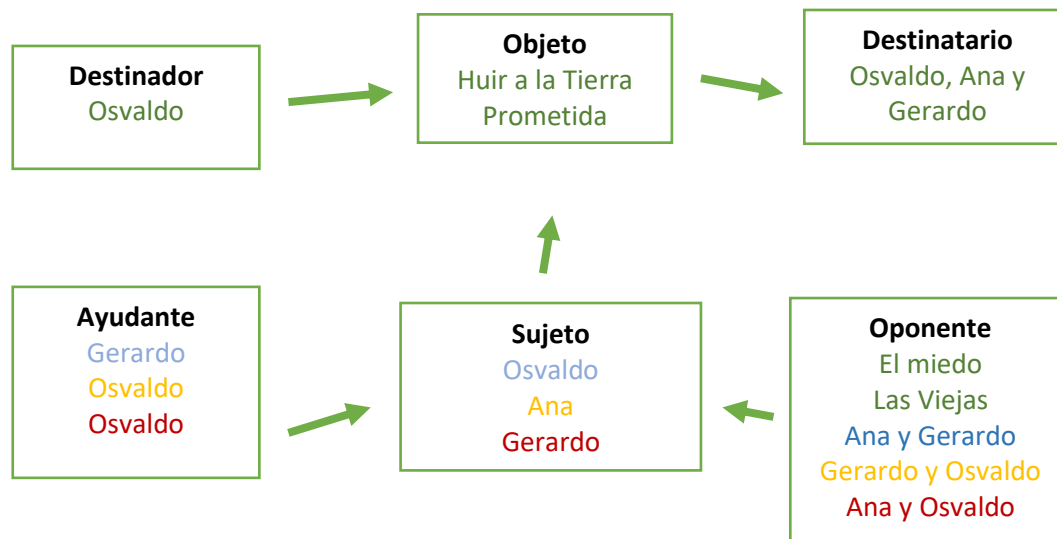 Destinador
Osvaldo
Objeto
Huir a la Tierra
Prometida
Destinatario
Osvaldo, Ana y
Gerardo
Ayudante
Gerardo
Osvaldo
Osvaldo
Sujeto
Osvaldo
Ana
Gerardo
Oponente
El miedo
Las Viejas
Ana y Gerardo
Gerardo y Osvaldo
Ana y Osvaldo